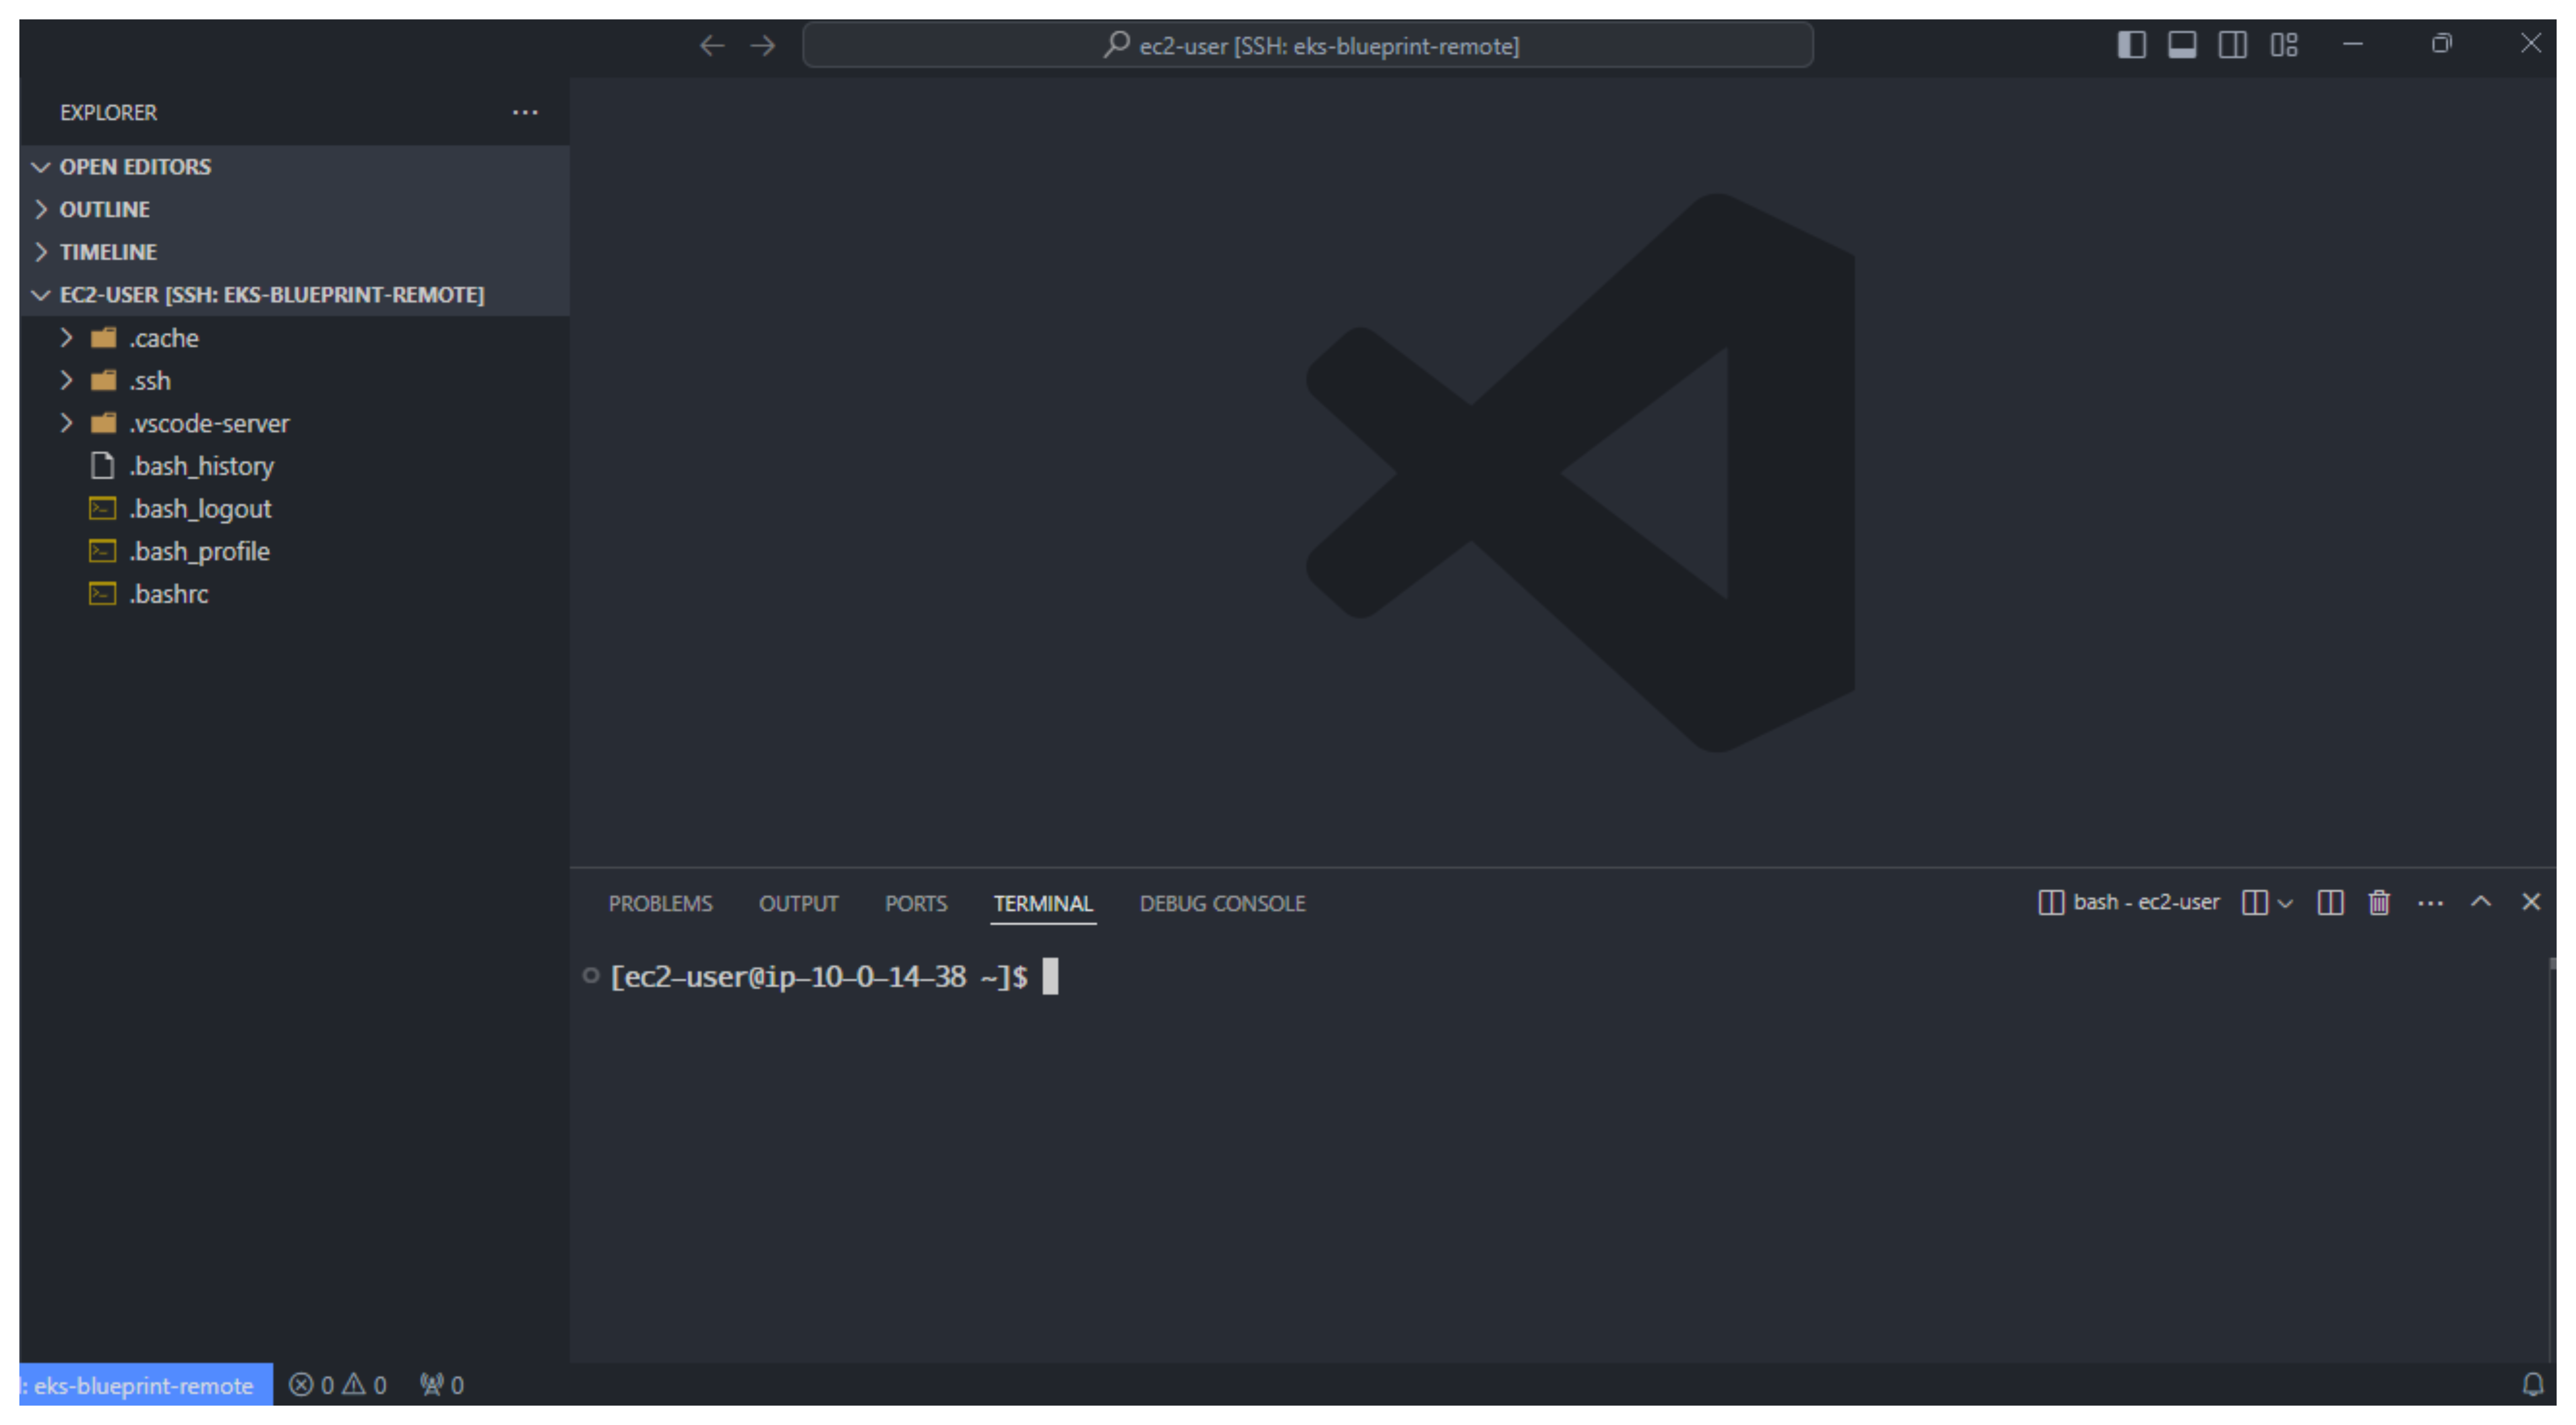 ec2-user [SSH: eks-blueprint-remote]
EXPLORER
OPEN EDITORS
OUTLINE
TIMELINE
EC2-USER [SSH: EKS-BLUEPRINT-REMOTE]
.cache
.ssh
.vscode-server
.bash_history
.bash_logout
.bash_profile
.bashrc
PROBLEMS OUTPUT PORTS TERMINAL DEBUG CONSOLE bash - ec2-user
[ec2-user@ip-10-0-14-38 ~]$
: eks-blueprint-remote 0 0 0